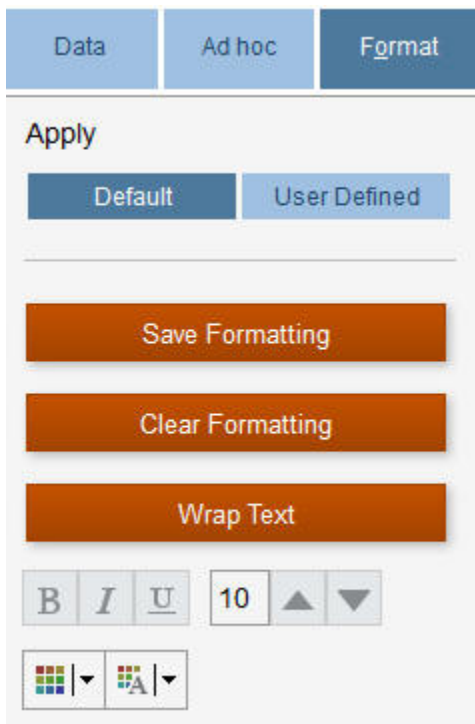 Data Ad hoc Format
Apply
Default User Defined
Save Formatting
Clear Formatting
Wrap Text
B I U 10
A